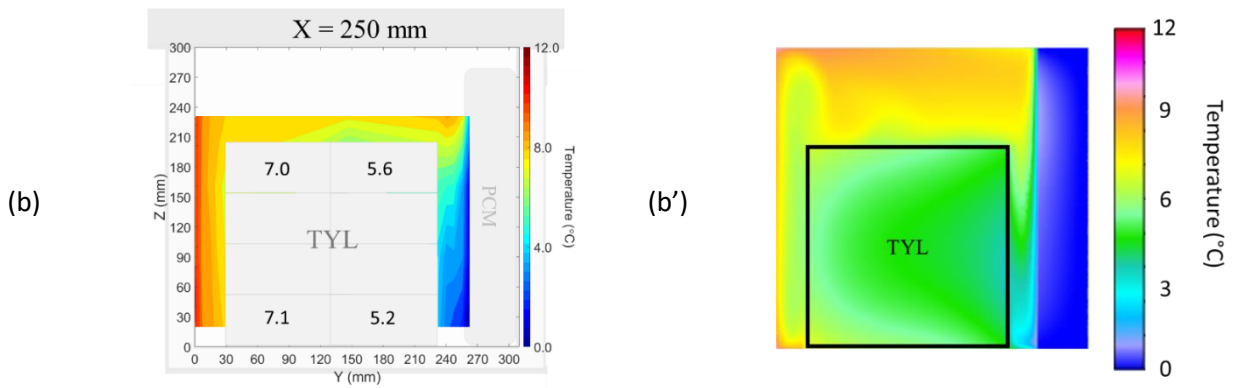 X = 250 mm
(b)
Z (mm)
300
270
240
210
180
150
120
90
60
30
0
7.0 5.6
TYL
7.1 5.2
PCM
0 30 60 90 120 150 180 210 240 270 300
Y (mm)
12.0
8.0
4.0
0.0
Temperature (°C)
(b’)
TYL
12
9
6
3
0
Temperature (°C)